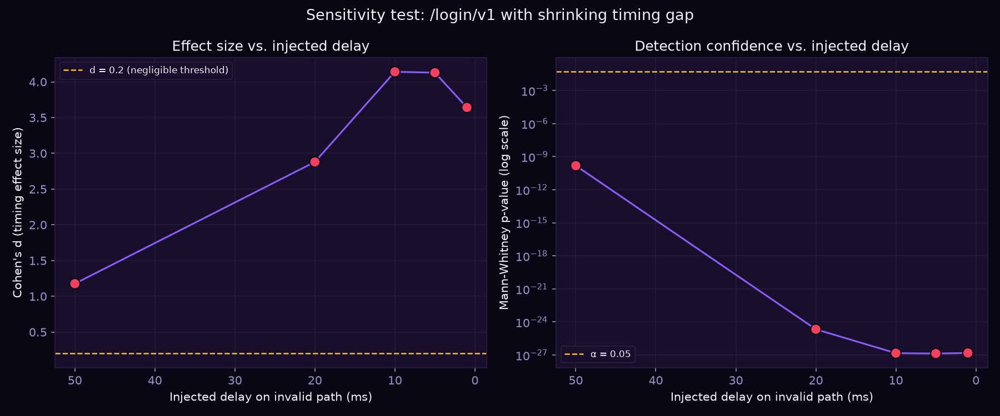 Sensitivity test: /login/v1 with shrinking timing gap
Effect size vs. injected delay
d = 0.2 (negligible threshold)
Cohen's d (timing effect size)
4.0
3.5
3.0
2.5
2.0
1.5
1.0
0.5
50 40 30 20 10 0
Injected delay on invalid path (ms)
Detection confidence vs. injected delay
Mann-Whitney p-value (log scale)
10⁻³
10⁻⁶
10⁻⁹
10⁻¹²
10⁻¹⁵
10⁻¹⁸
10⁻²¹
10⁻²⁴
10⁻²⁷
α = 0.05
50 40 30 20 10 0
Injected delay on invalid path (ms)